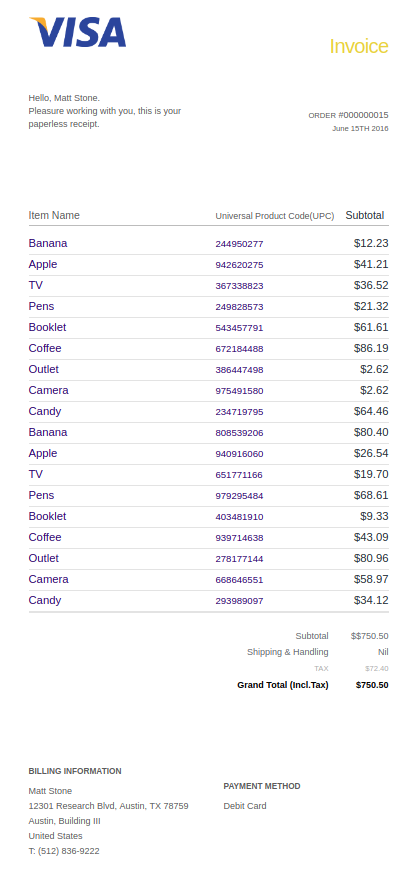 VISA
Invoice
Hello, Matt Stone.
Pleasure working with you, this is your
paperless receipt.
ORDER #000000015
June 15TH 2016
Item Name Universal Product Code(UPC) Subtotal
Banana 244950277 $12.23
Apple 942620275 $41.21
TV 367338823 $36.52
Pens 249828573 $21.32
Booklet 543457791 $61.61
Coffee 672184488 $86.19
Outlet 386447498 $2.62
Camera 975491580 $2.62
Candy 234719795 $64.46
Banana 808539206 $80.40
Apple 940916060 $26.54
TV 651771166 $19.70
Pens 979295484 $68.61
Booklet 403481910 $9.33
Coffee 939714638 $43.09
Outlet 278177144 $80.96
Camera 668646551 $58.97
Candy 293989097 $34.12
Subtotal $$750.50
Shipping & Handling Nil
TAX $72.40
Grand Total (Incl.Tax) $750.50
BILLING INFORMATION
Matt Stone
12301 Research Blvd, Austin, TX 78759
Austin, Building III
United States
T: (512) 836-9222
PAYMENT METHOD
Debit Card